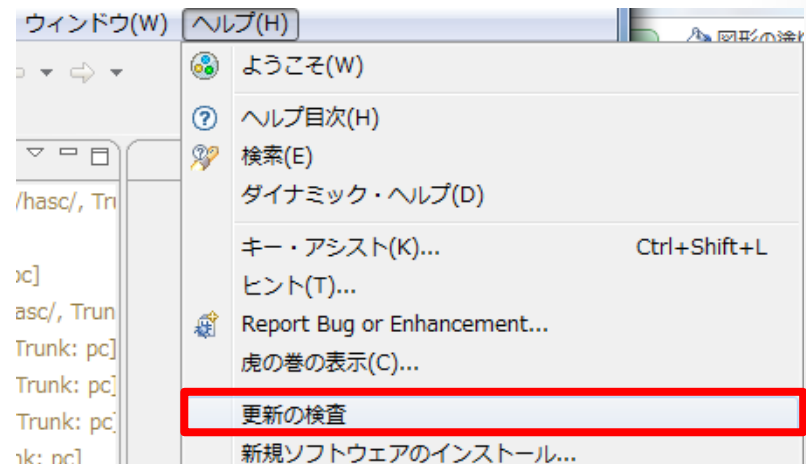 ウィンドウ(W) ヘルプ(H)
図形の塗り
ようこそ(W)
ヘルプ目次(H)
検索(E)
ダイナミック・ヘルプ(D)
/hasc/, Tru
キー・アシスト(K)... Ctrl+Shift+L
pc]
ヒント(T)...
asc/, Trun
Report Bug or Enhancement...
Trunk: pc]
虎の巻の表示(C)...
Trunk: pc]
更新の検査
Trunk: pc]
新規ソフトウェアのインストール...
nk: pc]